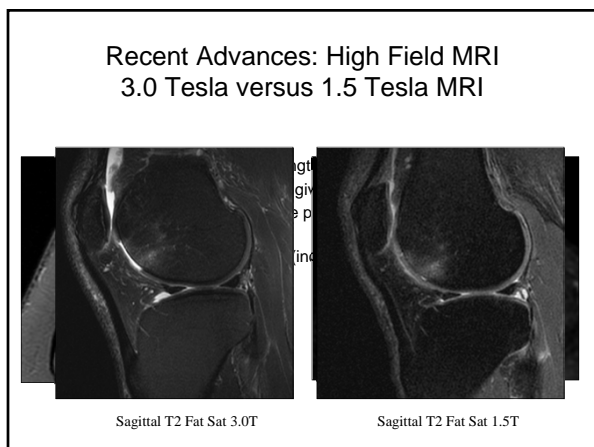 Recent Advances: High Field MRI
3.0 Tesla versus 1.5 Tesla MRI
Sagittal T2 Fat Sat 3.0T
Sagittal T2 Fat Sat 1.5T